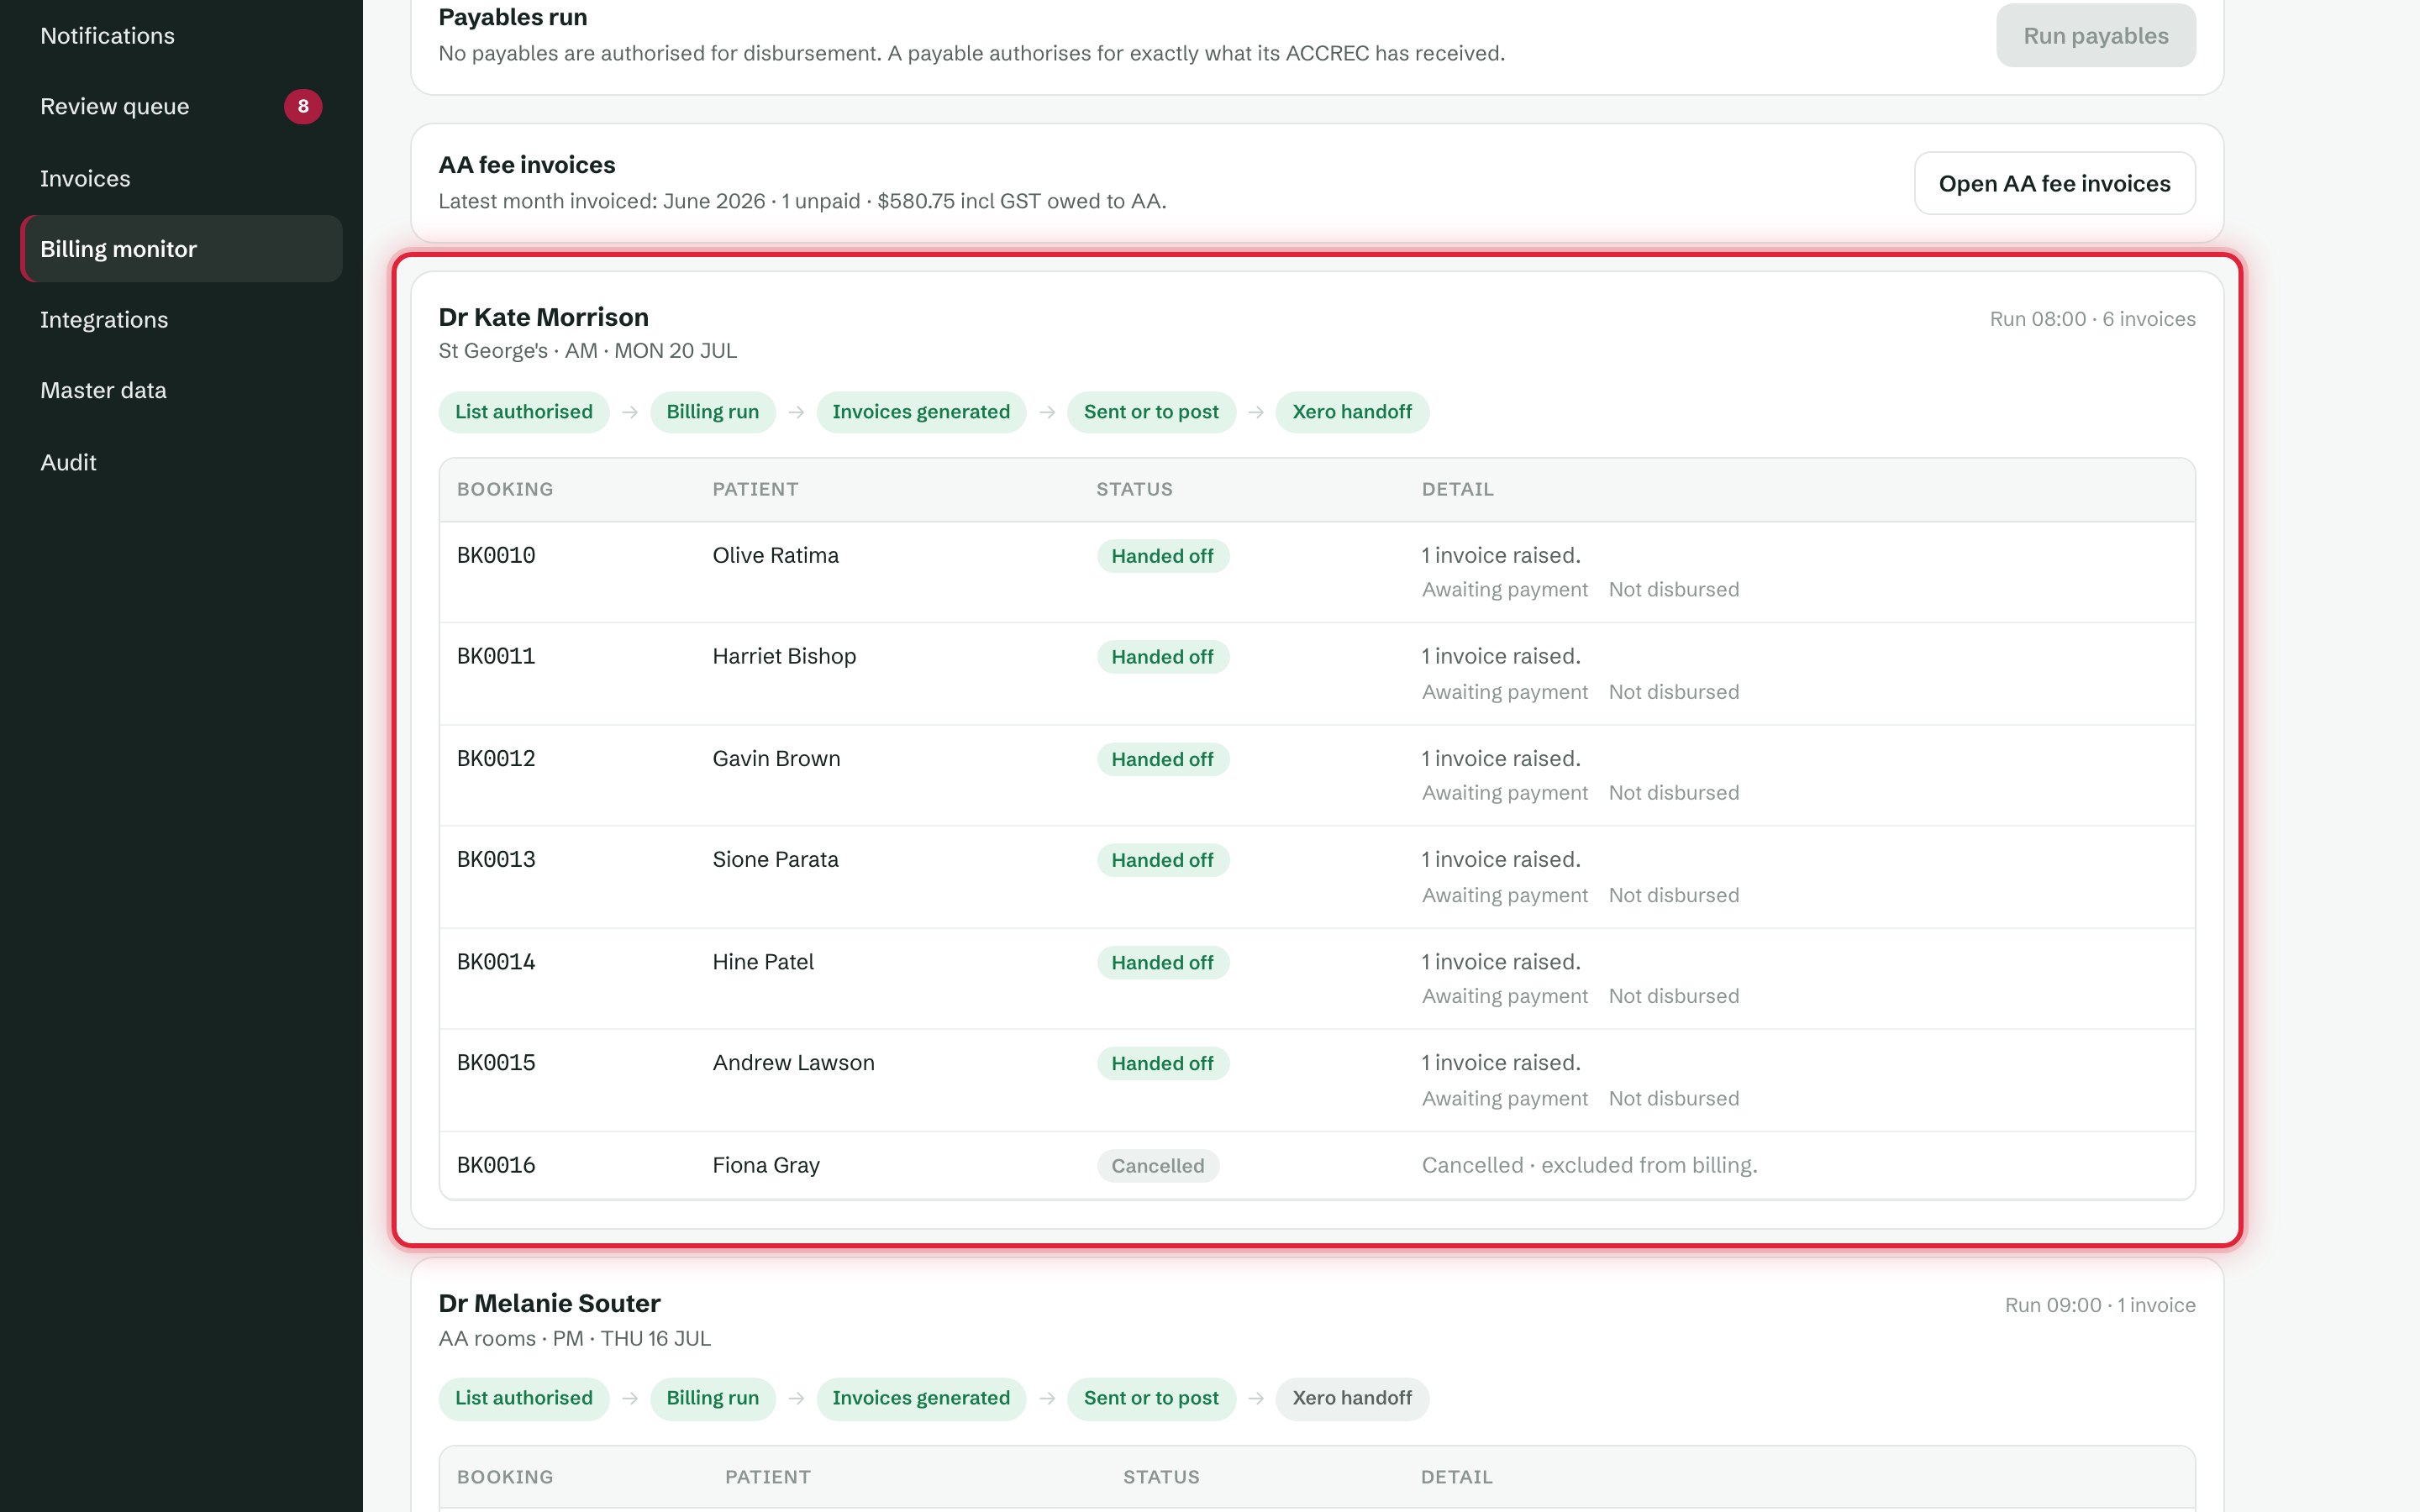 Notifications
Review queue 8
Invoices
Billing monitor
Integrations
Master data
Audit
Payables run
No payables are authorised for disbursement. A payable authorises for exactly what its ACCREC has received.
Run payables
AA fee invoices
Latest month invoiced: June 2026 · 1 unpaid · $580.75 incl GST owed to AA.
Open AA fee invoices
Dr Kate Morrison
St George's · AM · MON 20 JUL
Run 08:00 · 6 invoices
List authorised → Billing run → Invoices generated → Sent or to post → Xero handoff
BOOKING PATIENT STATUS DETAIL
BK0010 Olive Ratima Handed off 1 invoice raised.
Awaiting payment Not disbursed
BK0011 Harriet Bishop Handed off 1 invoice raised.
Awaiting payment Not disbursed
BK0012 Gavin Brown Handed off 1 invoice raised.
Awaiting payment Not disbursed
BK0013 Sione Parata Handed off 1 invoice raised.
Awaiting payment Not disbursed
BK0014 Hine Patel Handed off 1 invoice raised.
Awaiting payment Not disbursed
BK0015 Andrew Lawson Handed off 1 invoice raised.
Awaiting payment Not disbursed
BK0016 Fiona Gray Cancelled Cancelled · excluded from billing.
Dr Melanie Souter
AA rooms · PM · THU 16 JUL
Run 09:00 · 1 invoice
List authorised → Billing run → Invoices generated → Sent or to post → Xero handoff
BOOKING PATIENT STATUS DETAIL